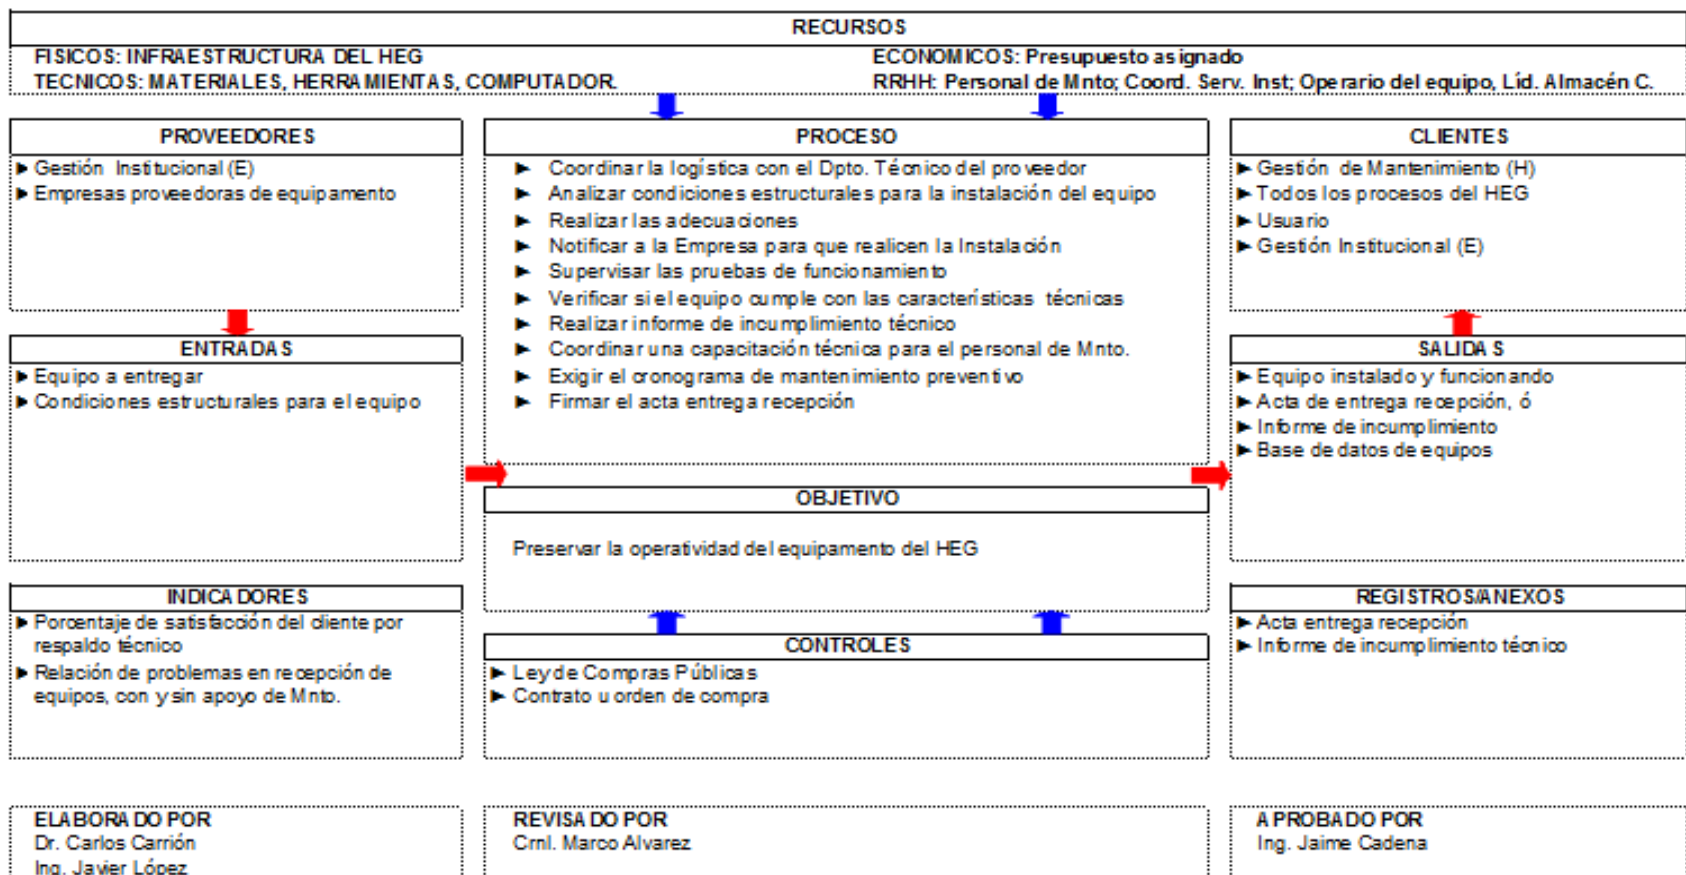 RECURSOS
FISICOS: INFRAESTRUCTURA DEL HEG
ECONOMICOS: Presupuesto asignado
TECNICOS: MATERIALES, HERRAMIENTAS, COMPUTADOR.
RRHH: Personal de Mnto; Coord. Serv. Inst; Operario del equipo, Líd. Almacén C.
PROVEEDORES
► Gestión Institucional (E)
► Empresas proveedoras de equipamento
PROCESO
► Coordinar la logística con el Dpto. Técnico del proveedor
► Analizar condiciones estructurales para la instalación del equipo
► Realizar las adecuaciones
► Notificar a la Empresa para que realicen la Instalación
► Supervisar las pruebas de funcionamiento
► Verificar si el equipo cumple con las características técnicas
► Realizar informe de incumplimiento técnico
► Coordinar una capacitación técnica para el personal de Mnto.
► Exigir el cronograma de mantenimiento preventivo
► Firmar el acta entrega recepción
CLIENTES
► Gestión de Mantenimiento (H)
► Todos los procesos del HEG
► Usuario
► Gestión Institucional (E)
ENTRADAS
► Equipo a entregar
► Condiciones estructurales para el equipo
SALIDAS
► Equipo instalado y funcionando
► Acta de entrega recepción, ó
► Informe de incumplimiento
► Base de datos de equipos
OBJETIVO
Preservar la operatividad del equipamento del HEG
INDICADORES
► Porcentaje de satisfacción del cliente por
respaldo técnico
► Relación de problemas en recepción de
equipos, con y sin apoyo de Mnto.
CONTROLES
► Ley de Compras Públicas
► Contrato u orden de compra
REGISTROS/ANEXOS
► Acta entrega recepción
► Informe de incumplimiento técnico
ELABORADO POR
Dr. Carlos Carrión
Ing. Javier López
REVISADO POR
Crnl. Marco Alvarez
APROBADO POR
Ing. Jaime Cadena